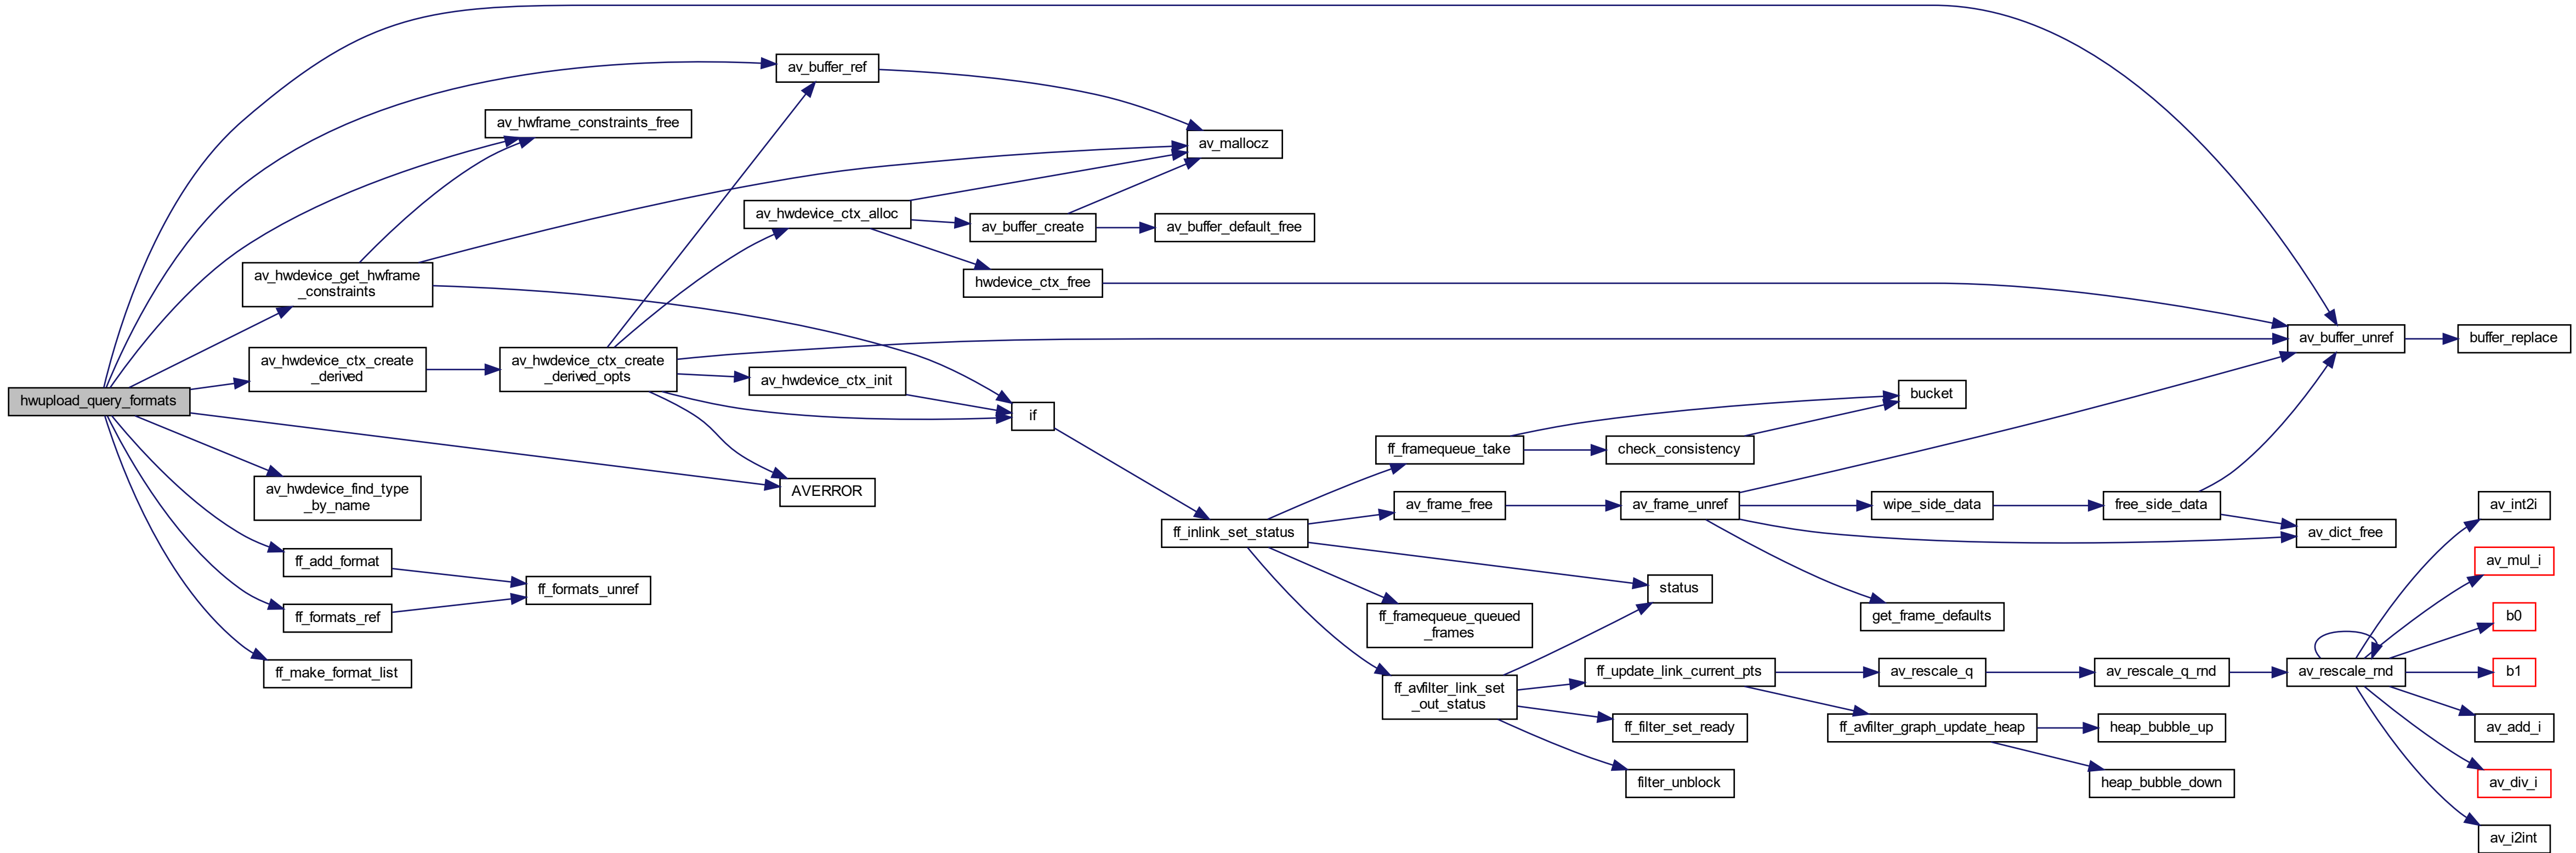 hwupload_query_formats
av_buffer_ref
av_hwframe_constraints_free
av_mallocz
av_hwdevice_ctx_alloc
av_buffer_create
av_buffer_default_free
av_hwdevice_get_hwframe
_constraints
hwdevice_ctx_free
av_buffer_unref
buffer_replace
av_hwdevice_ctx_create
_derived
av_hwdevice_ctx_create
_derived_opts
av_hwdevice_ctx_init
if
bucket
ff_framequeue_take
check_consistency
av_hwdevice_find_type
_by_name
AVERROR
av_frame_free
av_frame_unref
wipe_side_data
free_side_data
av_int2i
ff_inlink_set_status
av_dict_free
ff_add_format
av_mul_i
ff_formats_unref
status
ff_formats_ref
ff_framequeue_queued
_frames
get_frame_defaults
b0
ff_make_format_list
ff_update_link_current_pts
av_rescale_q
av_rescale_q_rnd
av_rescale_rnd
b1
ff_avfilter_link_set
_out_status
ff_filter_set_ready
ff_avfilter_graph_update_heap
heap_bubble_up
av_add_i
filter_unblock
heap_bubble_down
av_div_i
av_i2int